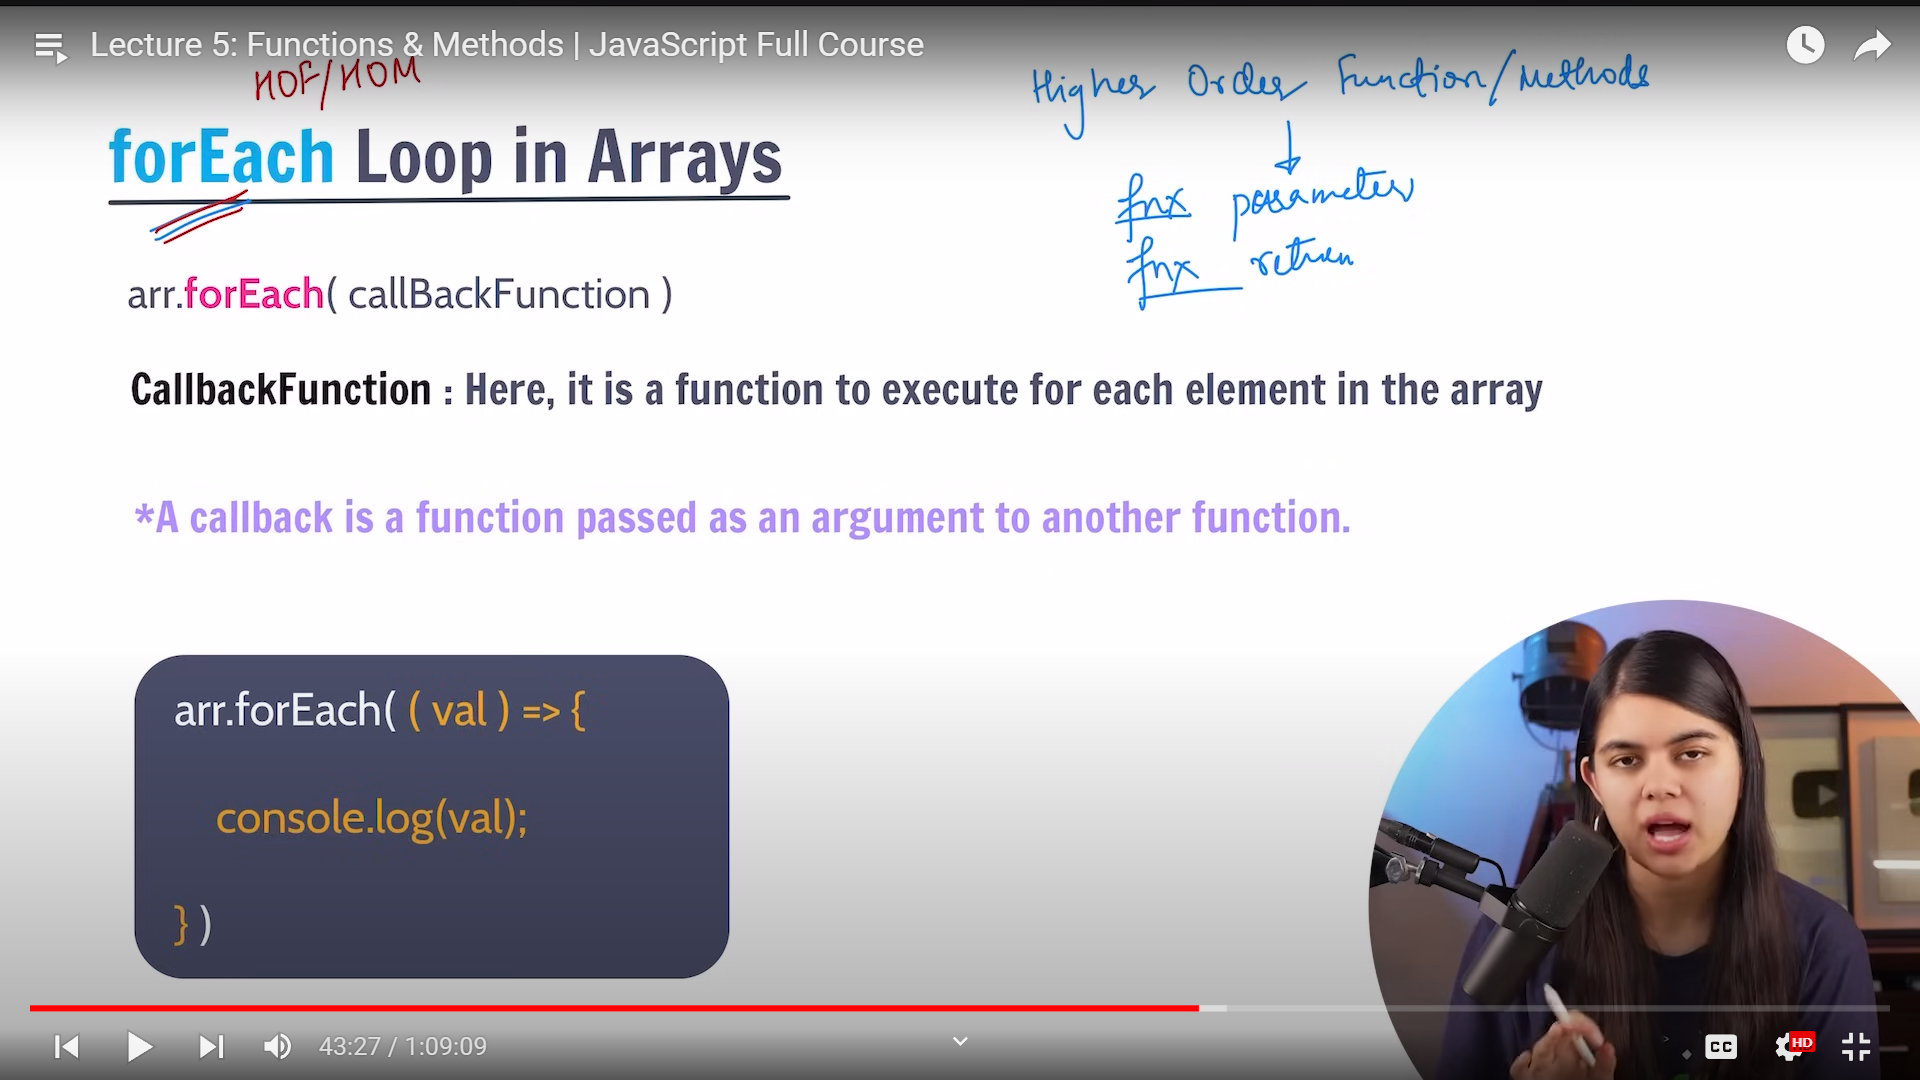 Lecture 5: Functions & Methods | JavaScript Full Course
HOF/HOM
Higher Order Function/Methods
forEach Loop in Arrays
fnx parameter
fnx return
arr.forEach( callBackFunction )
CallbackFunction : Here, it is a function to execute for each element in the array
*A callback is a function passed as an argument to another function.
arr.forEach( ( val ) => {
console.log(val);
} )
43:27 / 1:09:09
CC
HD